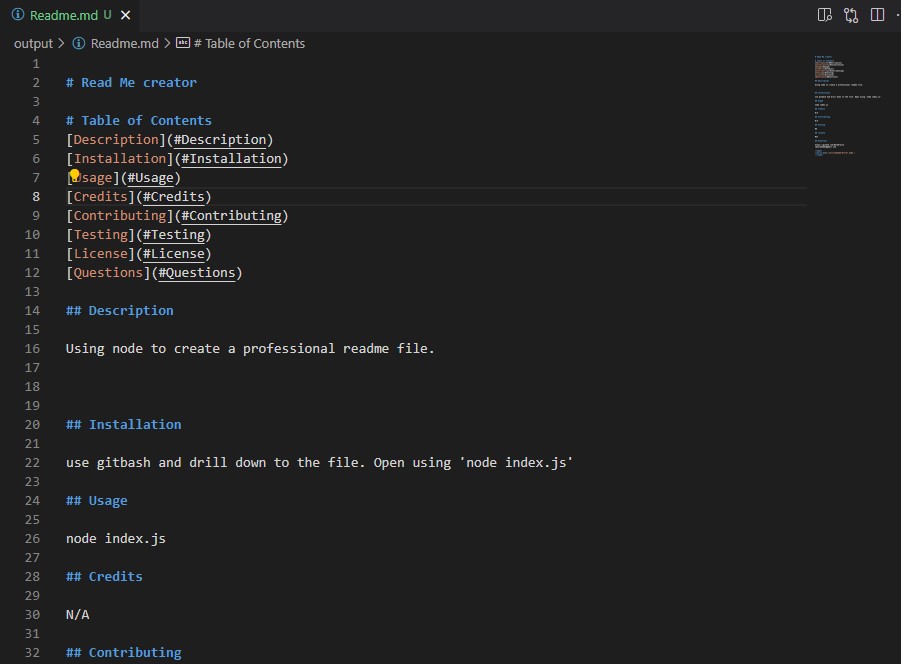 Readme.md U
output > Readme.md > # Table of Contents
1
2 # Read Me creator
3
4 # Table of Contents
5 [Description](#Description)
6 [Installation](#Installation)
7 [Usage](#Usage)
8 [Credits](#Credits)
9 [Contributing](#Contributing)
10 [Testing](#Testing)
11 [License](#License)
12 [Questions](#Questions)
13
14 ## Description
15
16 Using node to create a professional readme file.
17
18
19
20 ## Installation
21
22 use gitbash and drill down to the file. Open using 'node index.js'
23
24 ## Usage
25
26 node index.js
27
28 ## Credits
29
30 N/A
31
32 ## Contributing